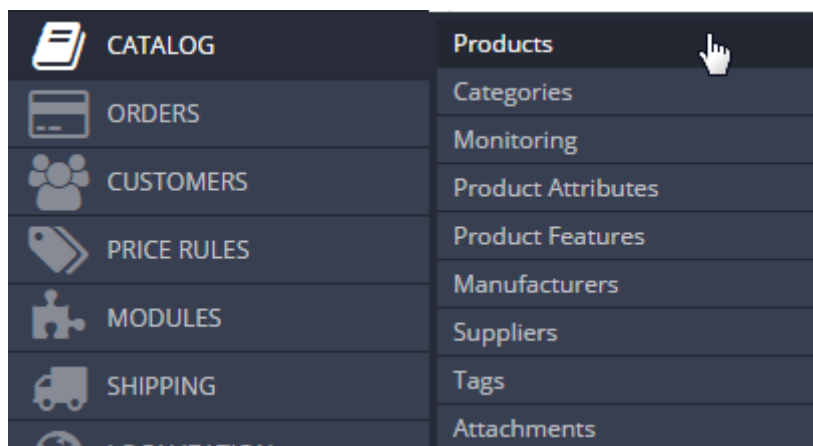 CATALOG
ORDERS
CUSTOMERS
PRICE RULES
MODULES
SHIPPING
Products
Categories
Monitoring
Product Attributes
Product Features
Manufacturers
Suppliers
Tags
Attachments